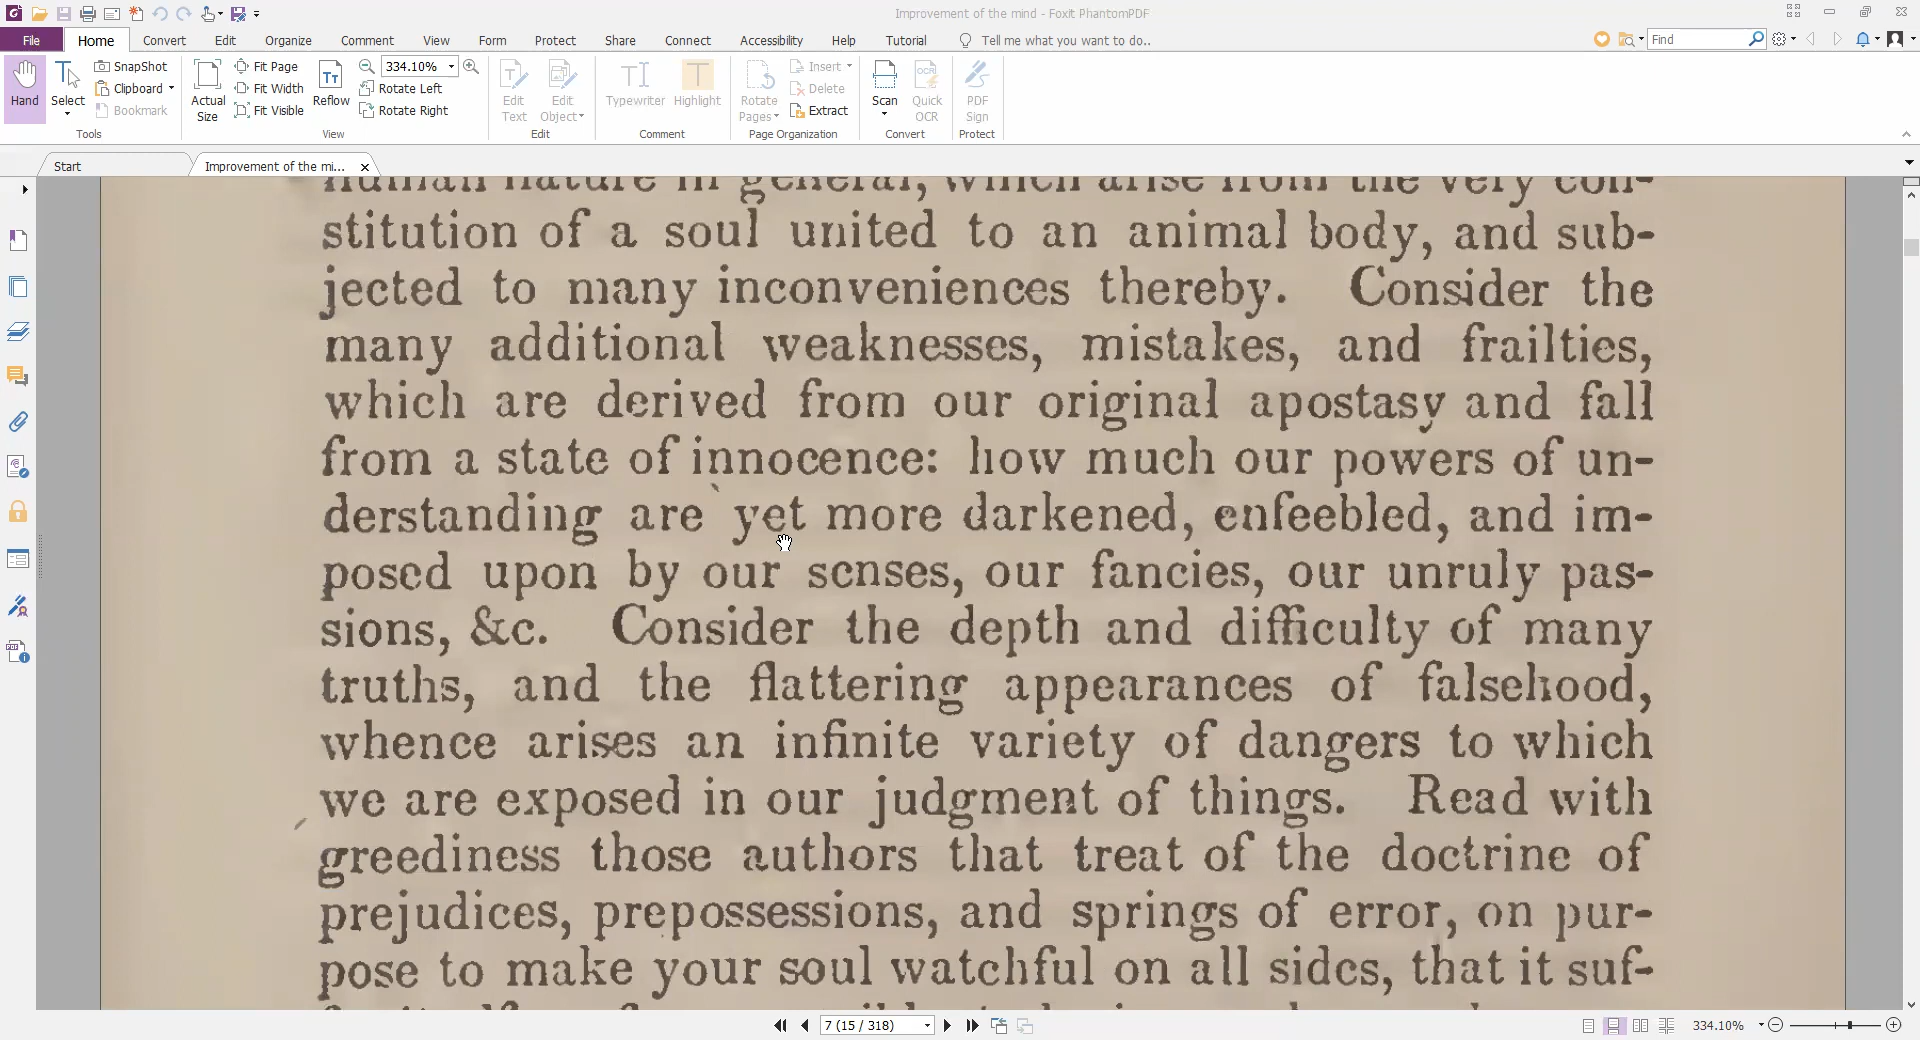 Improvement of the mind - Foxit PhantomPDF
File Home Convert Edit Organize Comment View Form Protect Share Connect Accessibility Help Tutorial Tell me what you want to do.. Find
Hand
Select
SnapShot
Clipboard
Bookmark
Tools
Actual Size
Fit Page
Fit Width
Fit Visible
Reflow
334.10%
Rotate Left
Rotate Right
View
Edit Text
Edit Object
Edit
Typewriter
Highlight
Comment
Rotate Pages
Insert
Delete
Extract
Page Organization
Scan
Quick OCR
Convert
PDF Sign
Protect
Start
Improvement of the mi...
human nature in general, which arise from the very con-
stitution of a soul united to an animal body, and sub-
jected to many inconveniences thereby. Consider the
many additional weaknesses, mistakes, and frailties,
which are derived from our original apostasy and fall
from a state of innocence: how much our powers of un-
derstanding are yet more darkened, enfeebled, and im-
posed upon by our senses, our fancies, our unruly pas-
sions, &c. Consider the depth and difficulty of many
truths, and the flattering appearances of falsehood,
whence arises an infinite variety of dangers to which
we are exposed in our judgment of things. Read with
greediness those authors that treat of the doctrine of
prejudices, prepossessions, and springs of error, on pur-
pose to make your soul watchful on all sides, that it suf-
7 (15 / 318)
334.10%